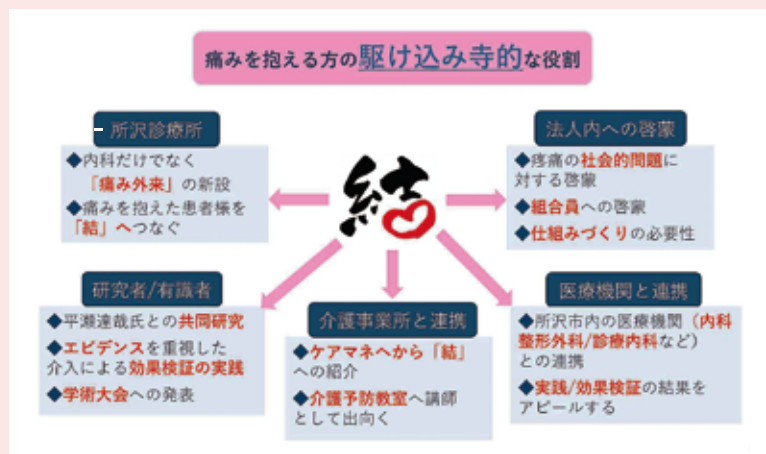 痛みを抱える方の駆け込み寺的な役割
所沢診療所
◆内科だけでなく
「痛み外来」の新設
◆痛みを抱えた患者様を
「結」へつなぐ
結
法人内への啓蒙
◆疼痛の社会的問題に
対する啓蒙
◆組合員への啓蒙
◆仕組みづくりの必要性
研究者/有識者
◆平瀬達哉氏との共同研究
◆エビデンスを重視した
介入による効果検証の実践
◆学術大会への発表
介護事業所と連携
◆ケアマネへから「結」
への紹介
◆介護予防教室へ講師
として出向く
医療機関と連携
◆所沢市内の医療機関（内科
整形外科/診療内科など）
との連携
◆実践/効果検証の結果を
アピールする